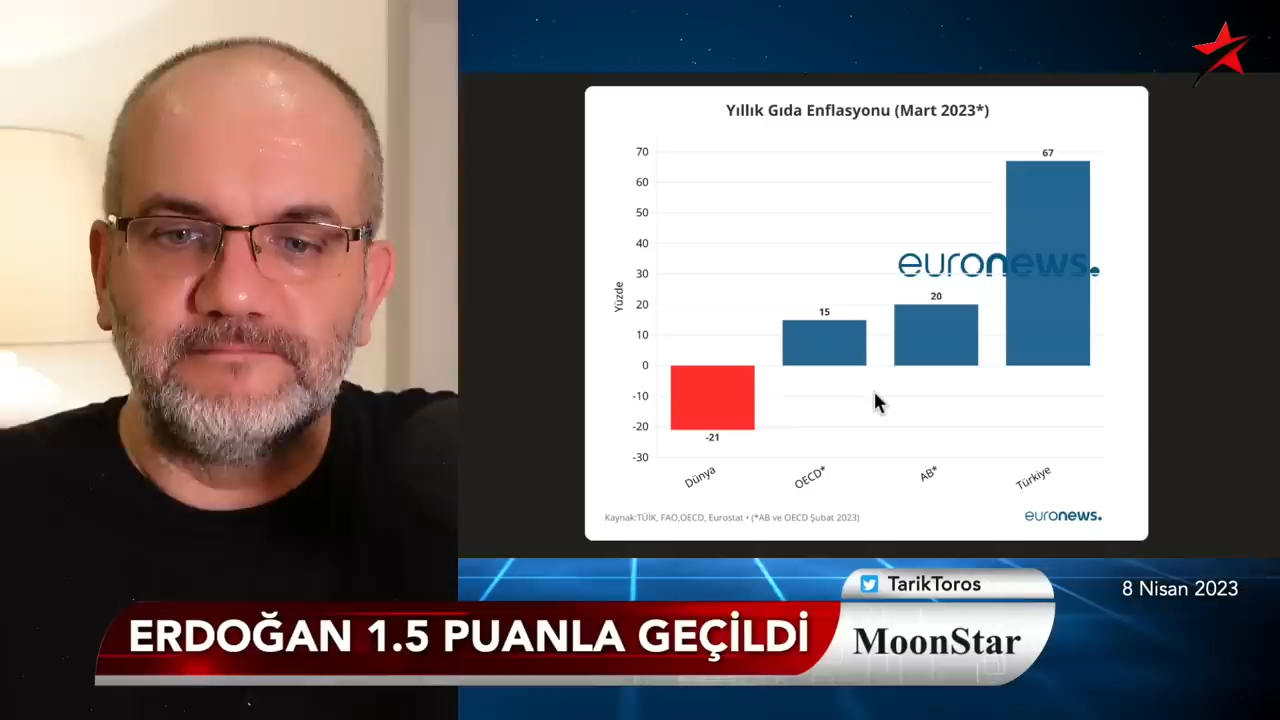 Yıllık Gıda Enflasyonu (Mart 2023*)
Yüzde
70
60
50
40
30
20
10
0
-10
-20
-30
-21
15
20
67
euronews.
Dünya
OECD*
AB*
Türkiye
Kaynak:TÜİK, FAO,OECD, Eurostat • (*AB ve OECD Şubat 2023)
euronews.
TarikToros
8 Nisan 2023
ERDOĞAN 1.5 PUANLA GEÇİLDİ
MoonStar